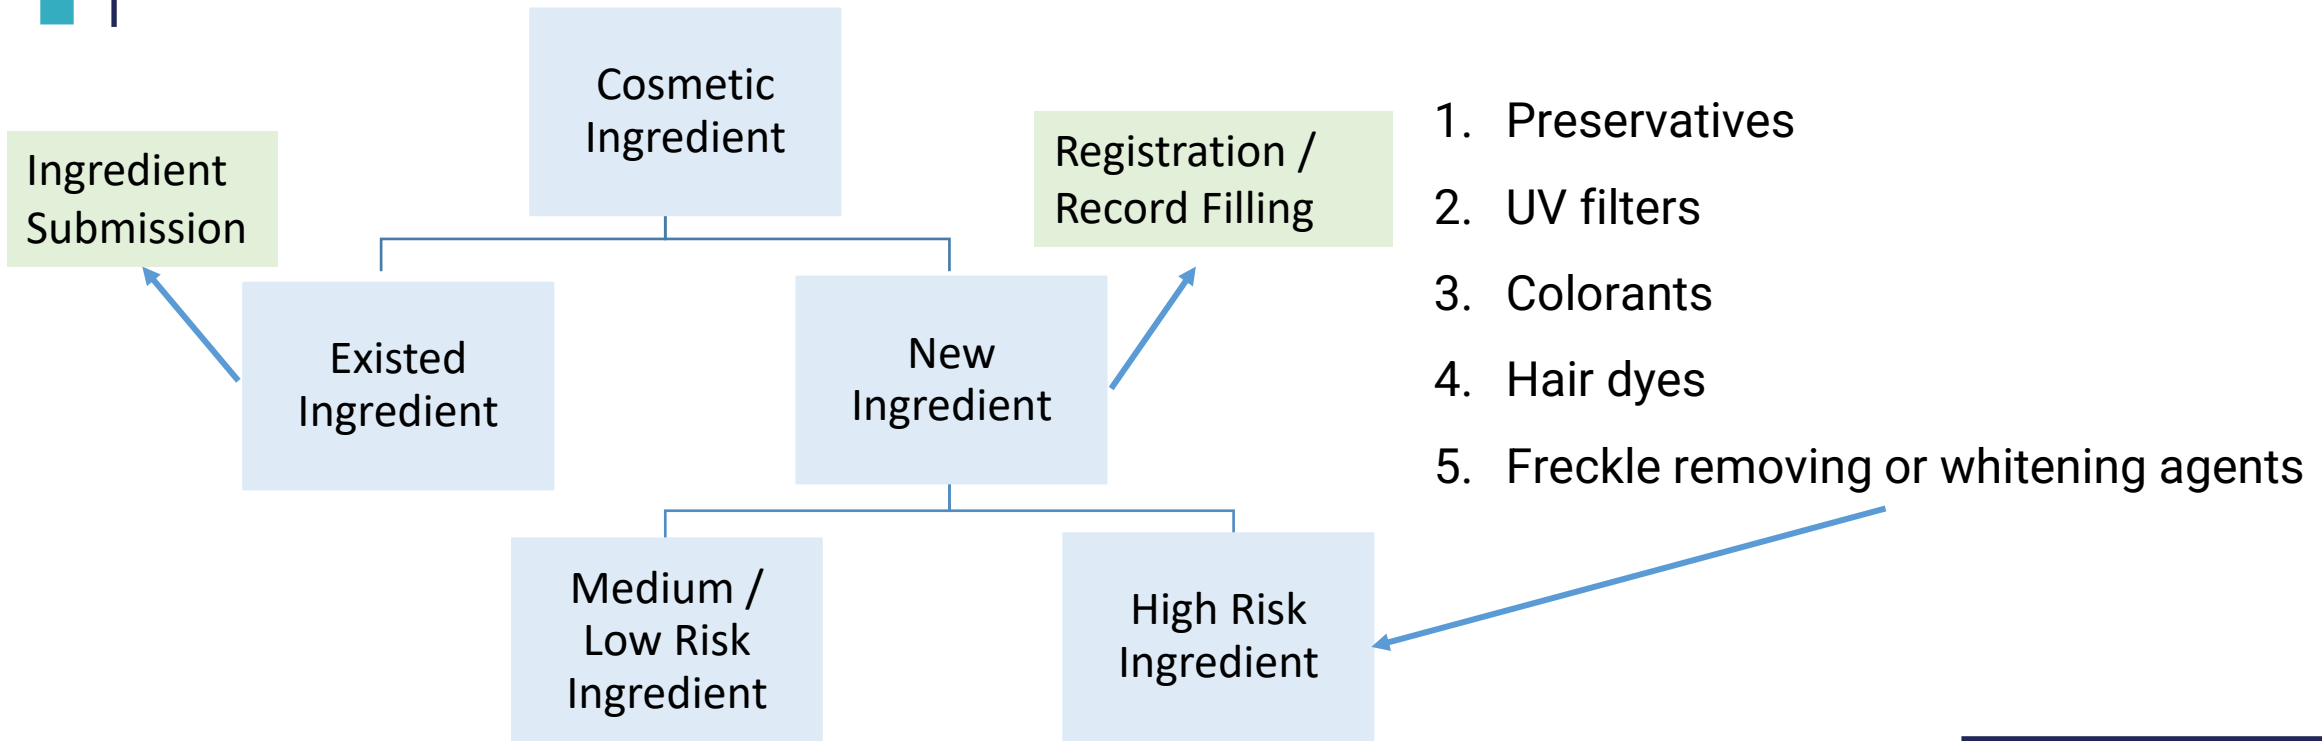 Cosmetic
Ingredient
Ingredient
Submission
Registration /
Record Filling
Existed
Ingredient
New
Ingredient
Medium /
Low Risk
Ingredient
High Risk
Ingredient
1. Preservatives
2. UV filters
3. Colorants
4. Hair dyes
5. Freckle removing or whitening agents